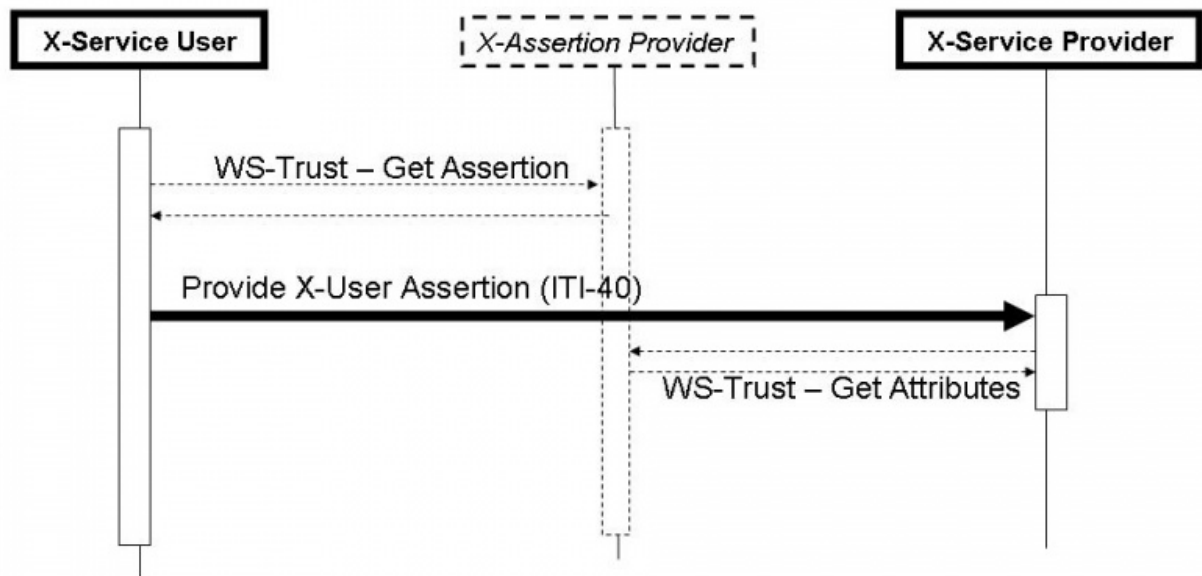 X-Service User
X-Assertion Provider
X-Service Provider
WS-Trust – Get Assertion
Provide X-User Assertion (ITI-40)
WS-Trust – Get Attributes